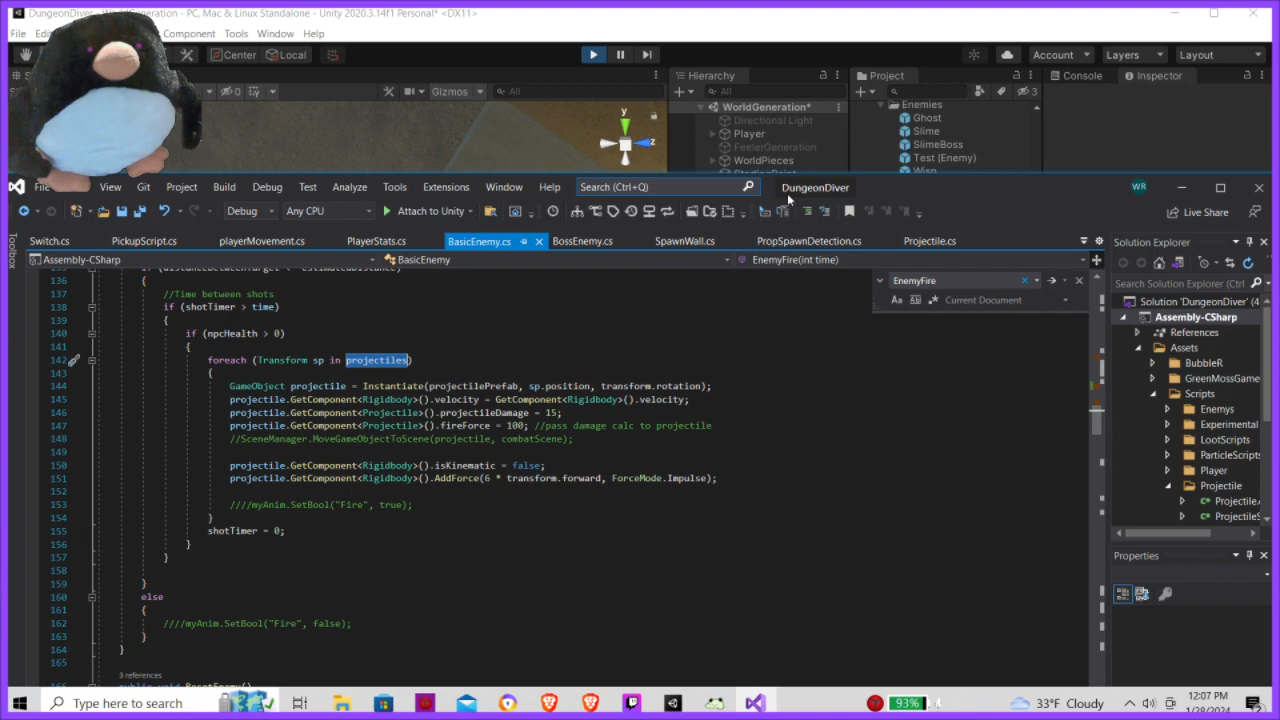 DungeonDiver - WorldGeneration - PC, Mac & Linux Standalone - Unity 2020.3.14f1 Personal* <DX11>
File Component Tools Window Help
Center Local Account Layers Layout
Hierarchy Project Console Inspector
Gizmos All All
WorldGeneration*
Directional Light
Player
FeelerGeneration
WorldPieces
Enemies
Ghost
Slime
SlimeBoss
Test (Enemy)
Wisp
File View Git Project Build Debug Test Analyze Tools Extensions Window Help Search (Ctrl+Q) DungeonDiver WR
Debug Any CPU Attach to Unity Live Share
Toolbox
Switch.cs PickupScript.cs playerMovement.cs PlayerStats.cs BasicEnemy.cs BossEnemy.cs SpawnWall.cs PropSpawnDetection.cs Projectile.cs
Assembly-CSharp BasicEnemy EnemyFire(int time)
EnemyFire
Aa Current Document
136 {
137 //Time between shots
138 if (shotTimer > time)
139 {
140 if (npcHealth > 0)
141 {
142 foreach (Transform sp in projectiles)
143 {
144 GameObject projectile = Instantiate(projectilePrefab, sp.position, transform.rotation);
145 projectile.GetComponent<Rigidbody>().velocity = GetComponent<Rigidbody>().velocity;
146 projectile.GetComponent<Projectile>().projectileDamage = 15;
147 projectile.GetComponent<Projectile>().fireForce = 100; //pass damage calc to projectile
148 //SceneManager.MoveGameObjectToScene(projectile, combatScene);
149
150 projectile.GetComponent<Rigidbody>().isKinematic = false;
151 projectile.GetComponent<Rigidbody>().AddForce(6 * transform.forward, ForceMode.Impulse);
152
153 ////myAnim.SetBool("Fire", true);
154 }
155 shotTimer = 0;
156 }
157 }
158
159 }
160 else
161 {
162 ////myAnim.SetBool("Fire", false);
163 }
164 }
165
3 references
Solution Explorer
Search Solution Explorer (Ctrl+
Solution 'DungeonDiver' (4
Assembly-CSharp
References
Assets
BubbleR
GreenMossGame
Scripts
Enemys
Experimental
LootScripts
ParticleScripts
Player
Projectile
Projectile.
ProjectileS
Properties
Type here to search
93% 33°F Cloudy 12:07 PM
1/28/2024